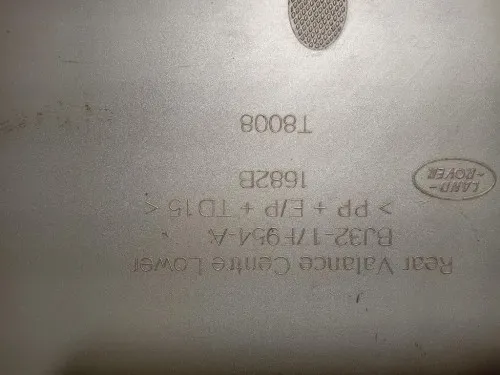 Rear Valance Centre Lower
BJ32-17F954-A
> PP + E/P + TD15 <
1682B
LAND-
-ROVER
T8008